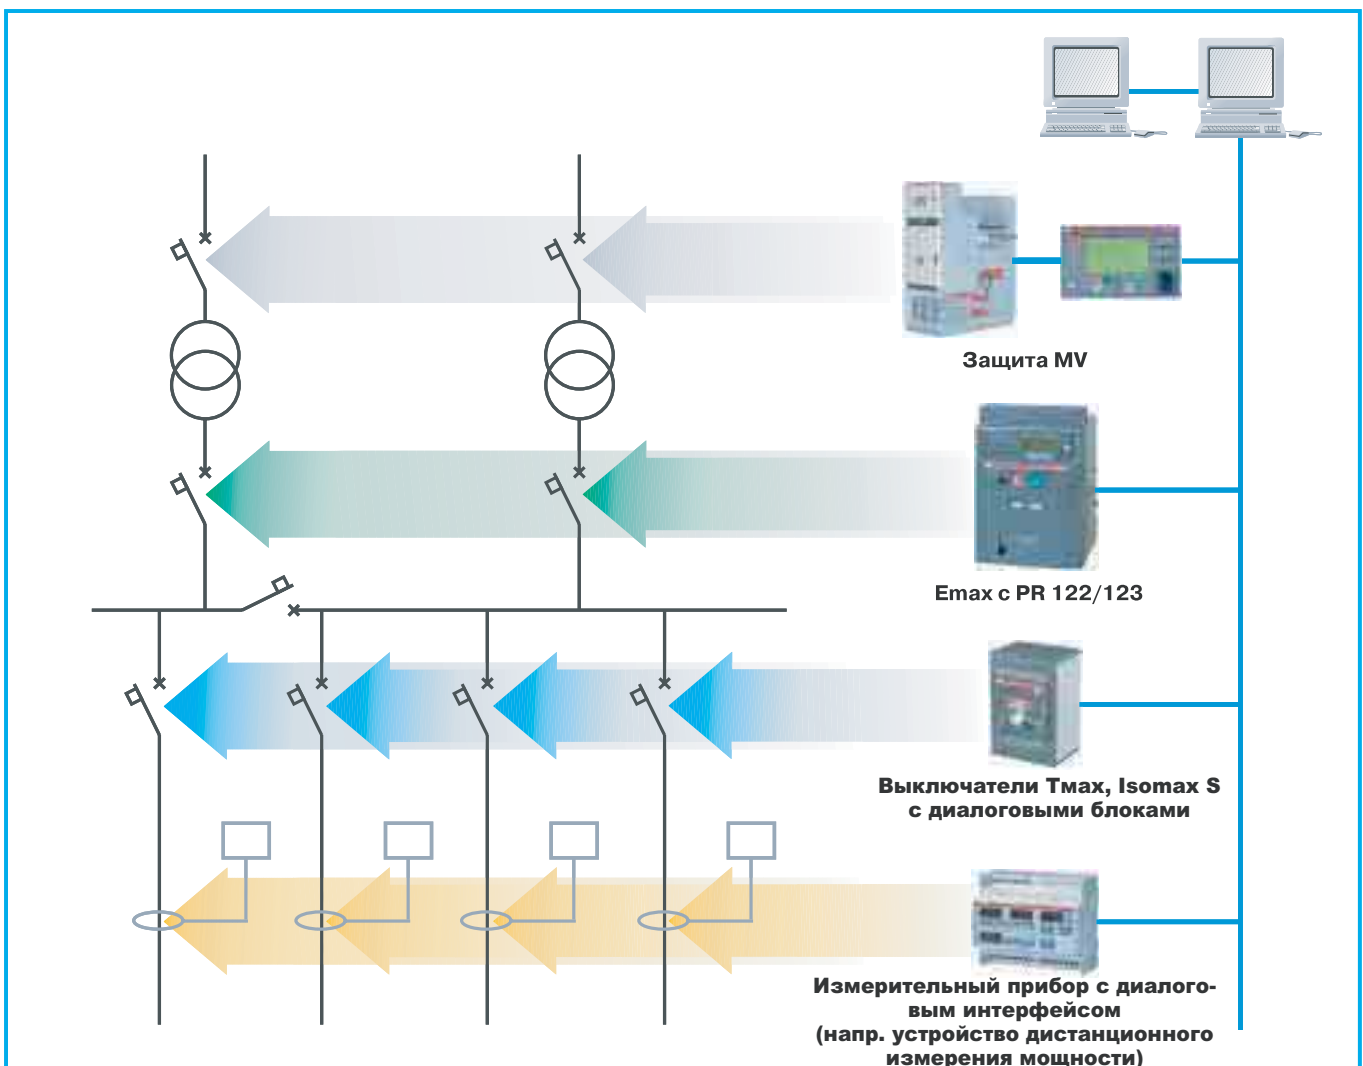 Защита MV
Emax с PR 122/123
Выключатели Тмах, Isomax S
с диалоговыми блоками
Измерительный прибор с диалого-
вым интерфейсом
(напр. устройство дистанционного
измерения мощности)